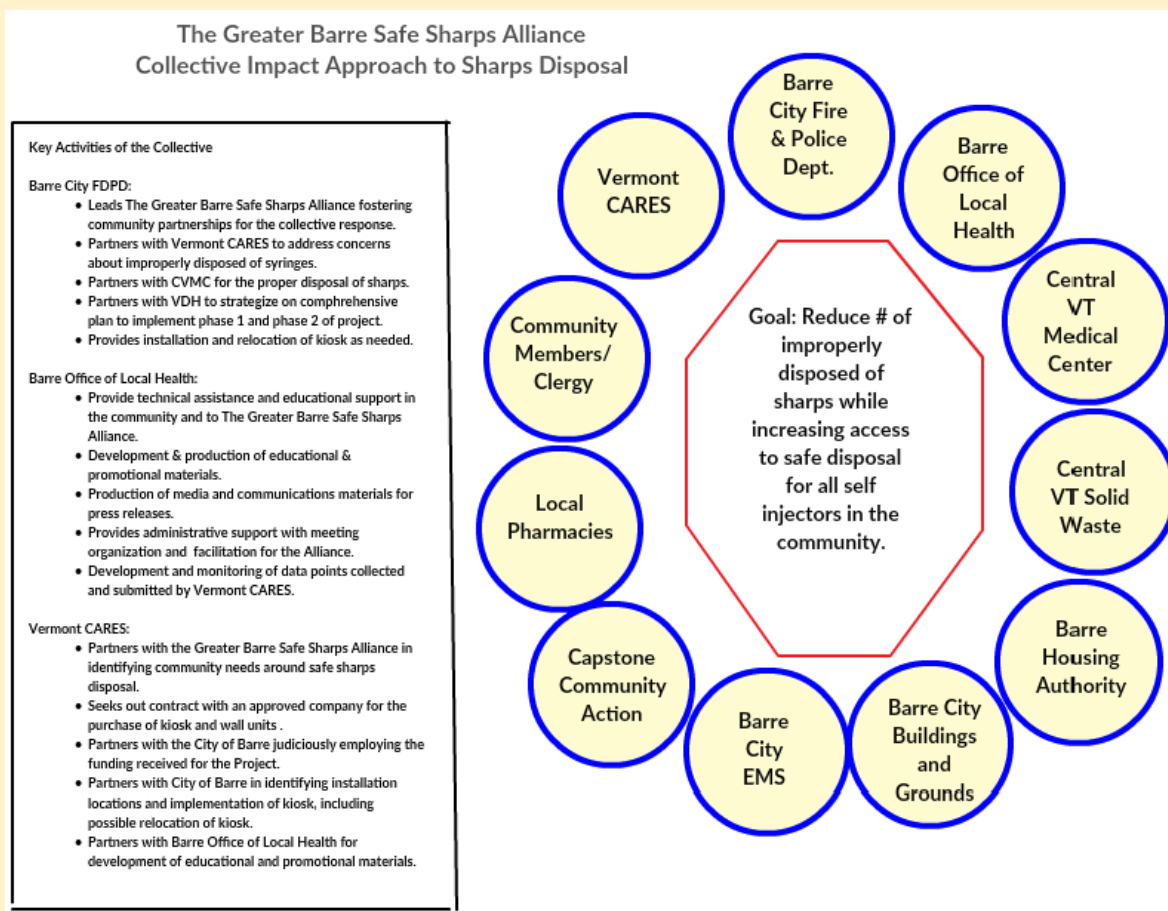 The Greater Barre Safe Sharps Alliance
Collective Impact Approach to Sharps Disposal
Key Activities of the Collective
Barre City FDPD:
• Leads The Greater Barre Safe Sharps Alliance fostering
community partnerships for the collective response.
• Partners with Vermont CARES to address concerns
about improperly disposed of syringes.
• Partners with CVMC for the proper disposal of sharps.
• Partners with VDH to strategize on comphrehensive
plan to implement phase 1 and phase 2 of project.
• Provides installation and relocation of kiosk as needed.
Barre Office of Local Health:
• Provide technical assistance and educational support in
the community and to The Greater Barre Safe Sharps
Alliance.
• Development & production of educational &
promotional materials.
• Production of media and communications materials for
press releases.
• Provides administrative support with meeting
organization and facilitation for the Alliance.
• Development and monitoring of data points collected
and submitted by Vermont CARES.
Vermont CARES:
• Partners with the Greater Barre Safe Sharps Alliance in
identifying community needs around safe sharps
disposal.
• Seeks out contract with an approved company for the
purchase of kiosk and wall units .
• Partners with the City of Barre judiciously employing the
funding received for the Project.
• Partners with City of Barre in identifying installation
locations and implementation of kiosk, including
possible relocation of kiosk.
• Partners with Barre Office of Local Health for
development of educational and promotional materials.
Barre
City Fire
& Police
Dept.
Barre
Office of
Local
Health
Central
VT
Medical
Center
Central
VT Solid
Waste
Barre
Housing
Authority
Barre City
Buildings
and
Grounds
Barre
City
EMS
Capstone
Community
Action
Local
Pharmacies
Community
Members/
Clergy
Vermont
CARES
Goal: Reduce # of
improperly
disposed of
sharps while
increasing access
to safe disposal
for all self
injectors in the
community.